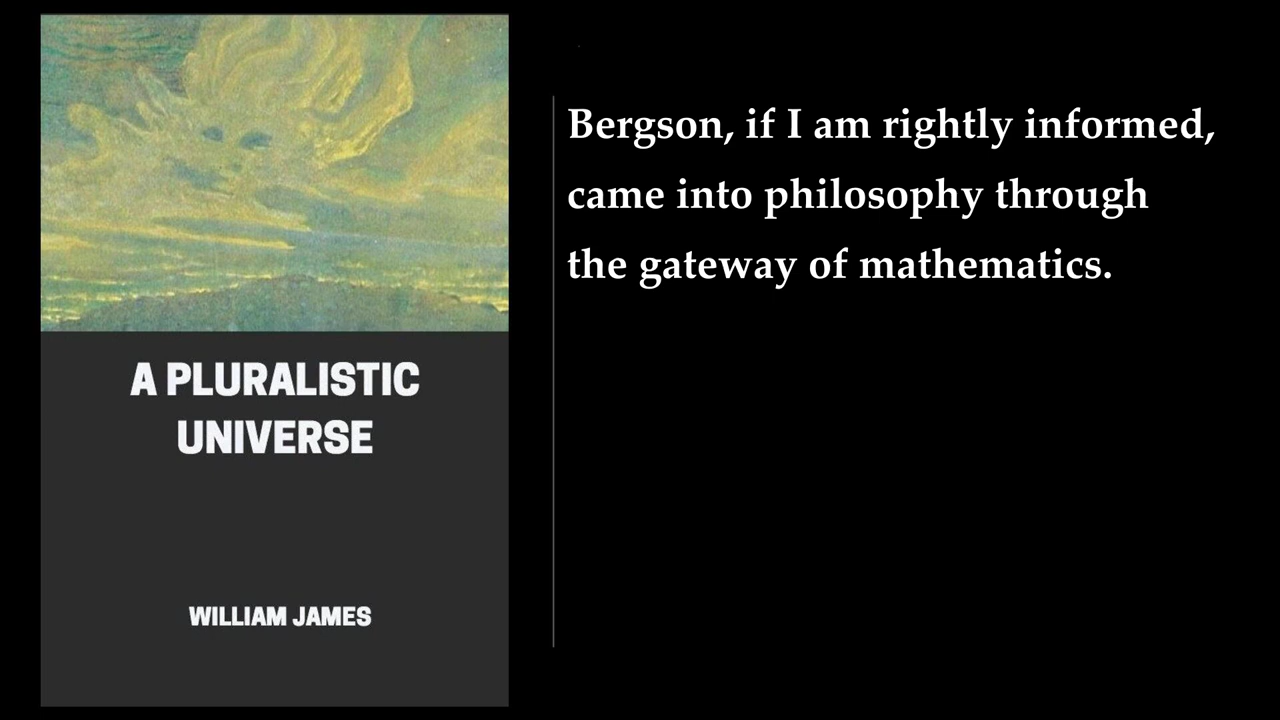 A PLURALISTIC
UNIVERSE
WILLIAM JAMES
Bergson, if I am rightly informed,
came into philosophy through
the gateway of mathematics.